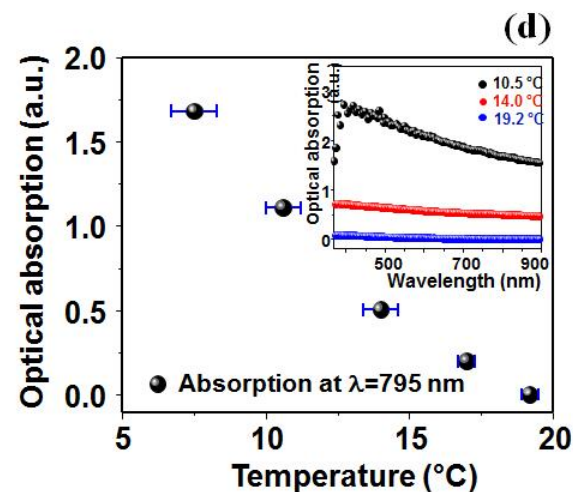 (d)
2.0
1.5
1.0
0.5
0.0
Optical absorption (a.u.)
5
10
15
20
Temperature (°C)
Absorption at λ=795 nm
10.5 °C
14.0 °C
19.2 °C
3
2
1
0
Optical absorption
(a.u.)
500
700
900
Wavelength (nm)